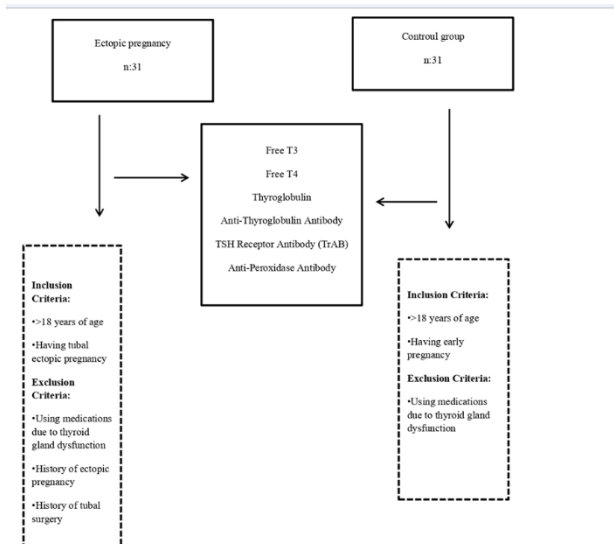 Ectopic pregnancy
n:31
Controul group
n:31
Free T3
Free T4
Thyroglobulin
Anti-Thyroglobulin Antibody
TSH Receptor Antibody (TrAB)
Anti-Peroxidase Antibody
Inclusion
Criteria:
•>18 years of age
•Having tubal
ectopic pregnancy
Exclusion
Criteria:
•Using medications
due to thyroid
gland dysfunction
•History of ectopic
pregnancy
•History of tubal
surgery
Inclusion Criteria:
•>18 years of age
•Having early
pregnancy
Exclusion Criteria:
•Using medications
due to thyroid gland
dysfunction